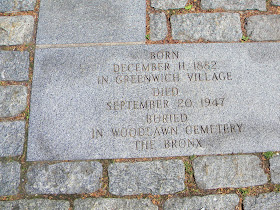 BORN
DECEMBER 11, 1882
IN GREENWICH VILLAGE
DIED
SEPTEMBER 20, 1947
BURIED
IN WOODLAWN CEMETERY
THE BRONX